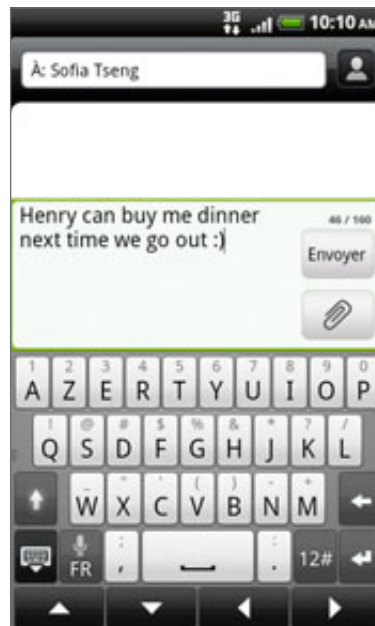 3G 10:10 AM
À: Sofia Tseng
Henry can buy me dinner
next time we go out :)
46 / 160
Envoyer
1 2 3 4 5 6 7 8 9 0
A Z E R T Y U I O P
! @ # $ % & * ? /
Q S D F G H J K L
_ " ' ( ) - +
W X C V B N M
FR , : . 12#